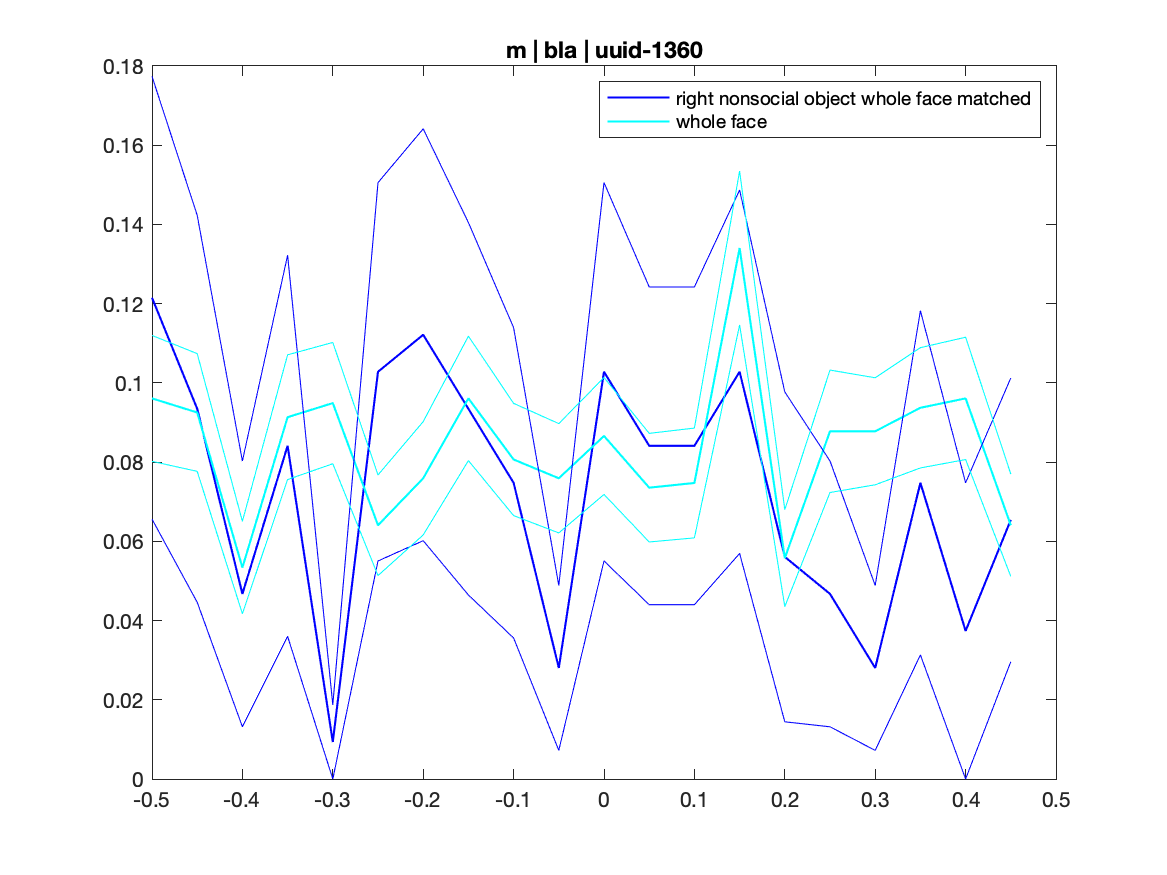 m | bla | uuid-1360
right nonsocial object whole face matched
whole face
0.18
0.16
0.14
0.12
0.1
0.08
0.06
0.04
0.02
0
-0.5 -0.4 -0.3 -0.2 -0.1 0 0.1 0.2 0.3 0.4 0.5